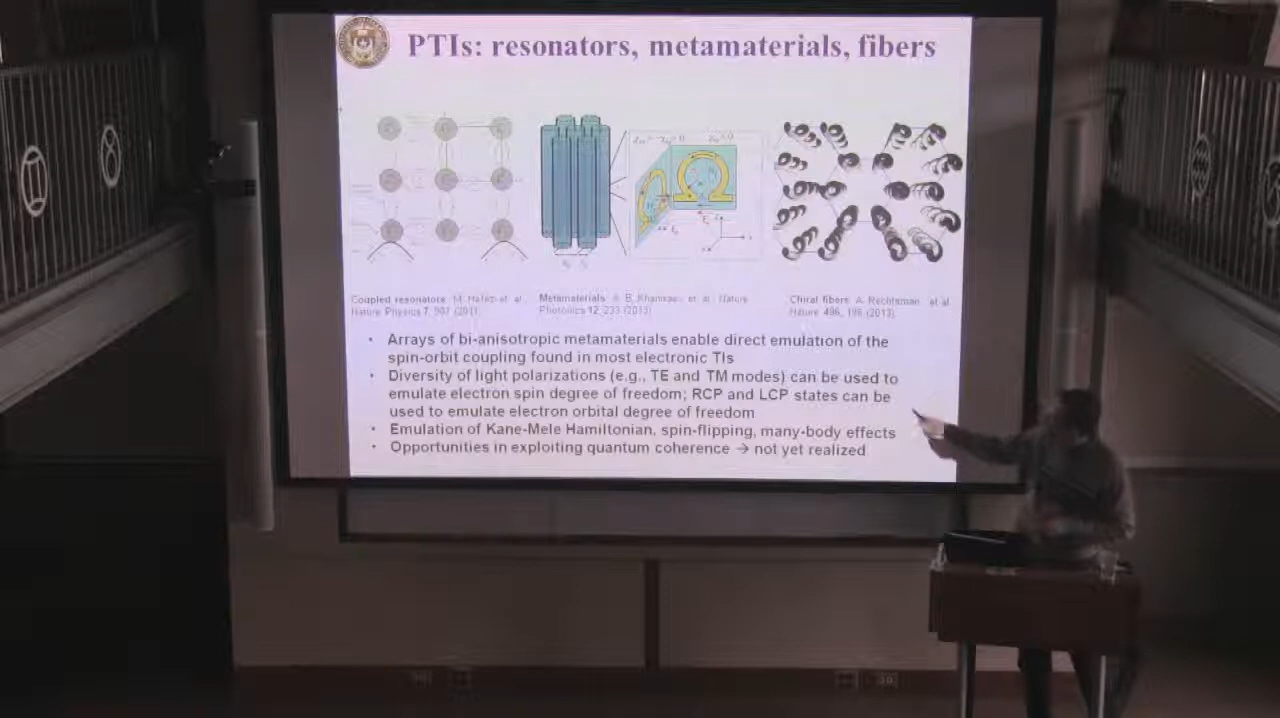 PTIs: resonators, metamaterials, fibers
Coupled resonators: M. Hafezi et al.
Nature Physics 7, 907 (2011)
Metamaterials: A. B. Khanikaev et al. Nature
Photonics 12, 233 (2013)
Chiral fibers: A. Rechtsman, et al.
Nature 496, 196 (2013)
• Arrays of bi-anisotropic metamaterials enable direct emulation of the
spin-orbit coupling found in most electronic TIs
• Diversity of light polarizations (e.g., TE and TM modes) can be used to
emulate electron spin degree of freedom; RCP and LCP states can be
used to emulate electron orbital degree of freedom
• Emulation of Kane-Mele Hamiltonian, spin-flipping, many-body effects
• Opportunities in exploiting quantum coherence → not yet realized